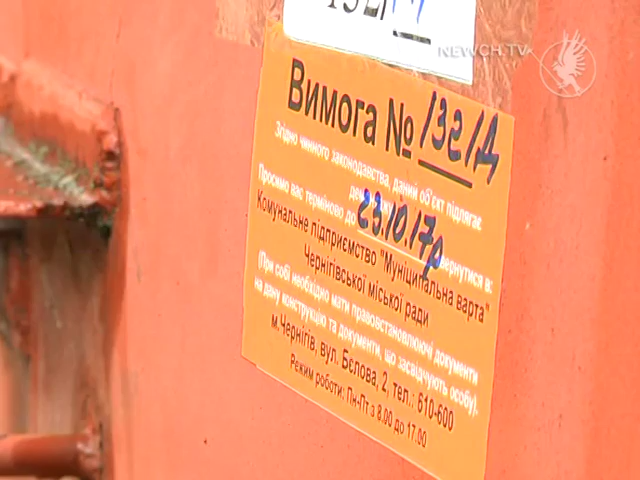 NEWCH.TV
Вимога № 1321Д
Згідно чинного законодавства, даний об'єкт підлягає
Просимо вас терміново до 23.10.17р вернутися в:
Комунальне підприємство "Муніципальна варта"
Чернігівської міської ради
(При собі необхідно мати правовстановлюючі документи
на дану конструкцію та документи, що засвідчують особу).
м.Чернігів, вул. Бєлова, 2, тел.: 610-600
Режим роботи: Пн-Пт з 8.00 до 17.00